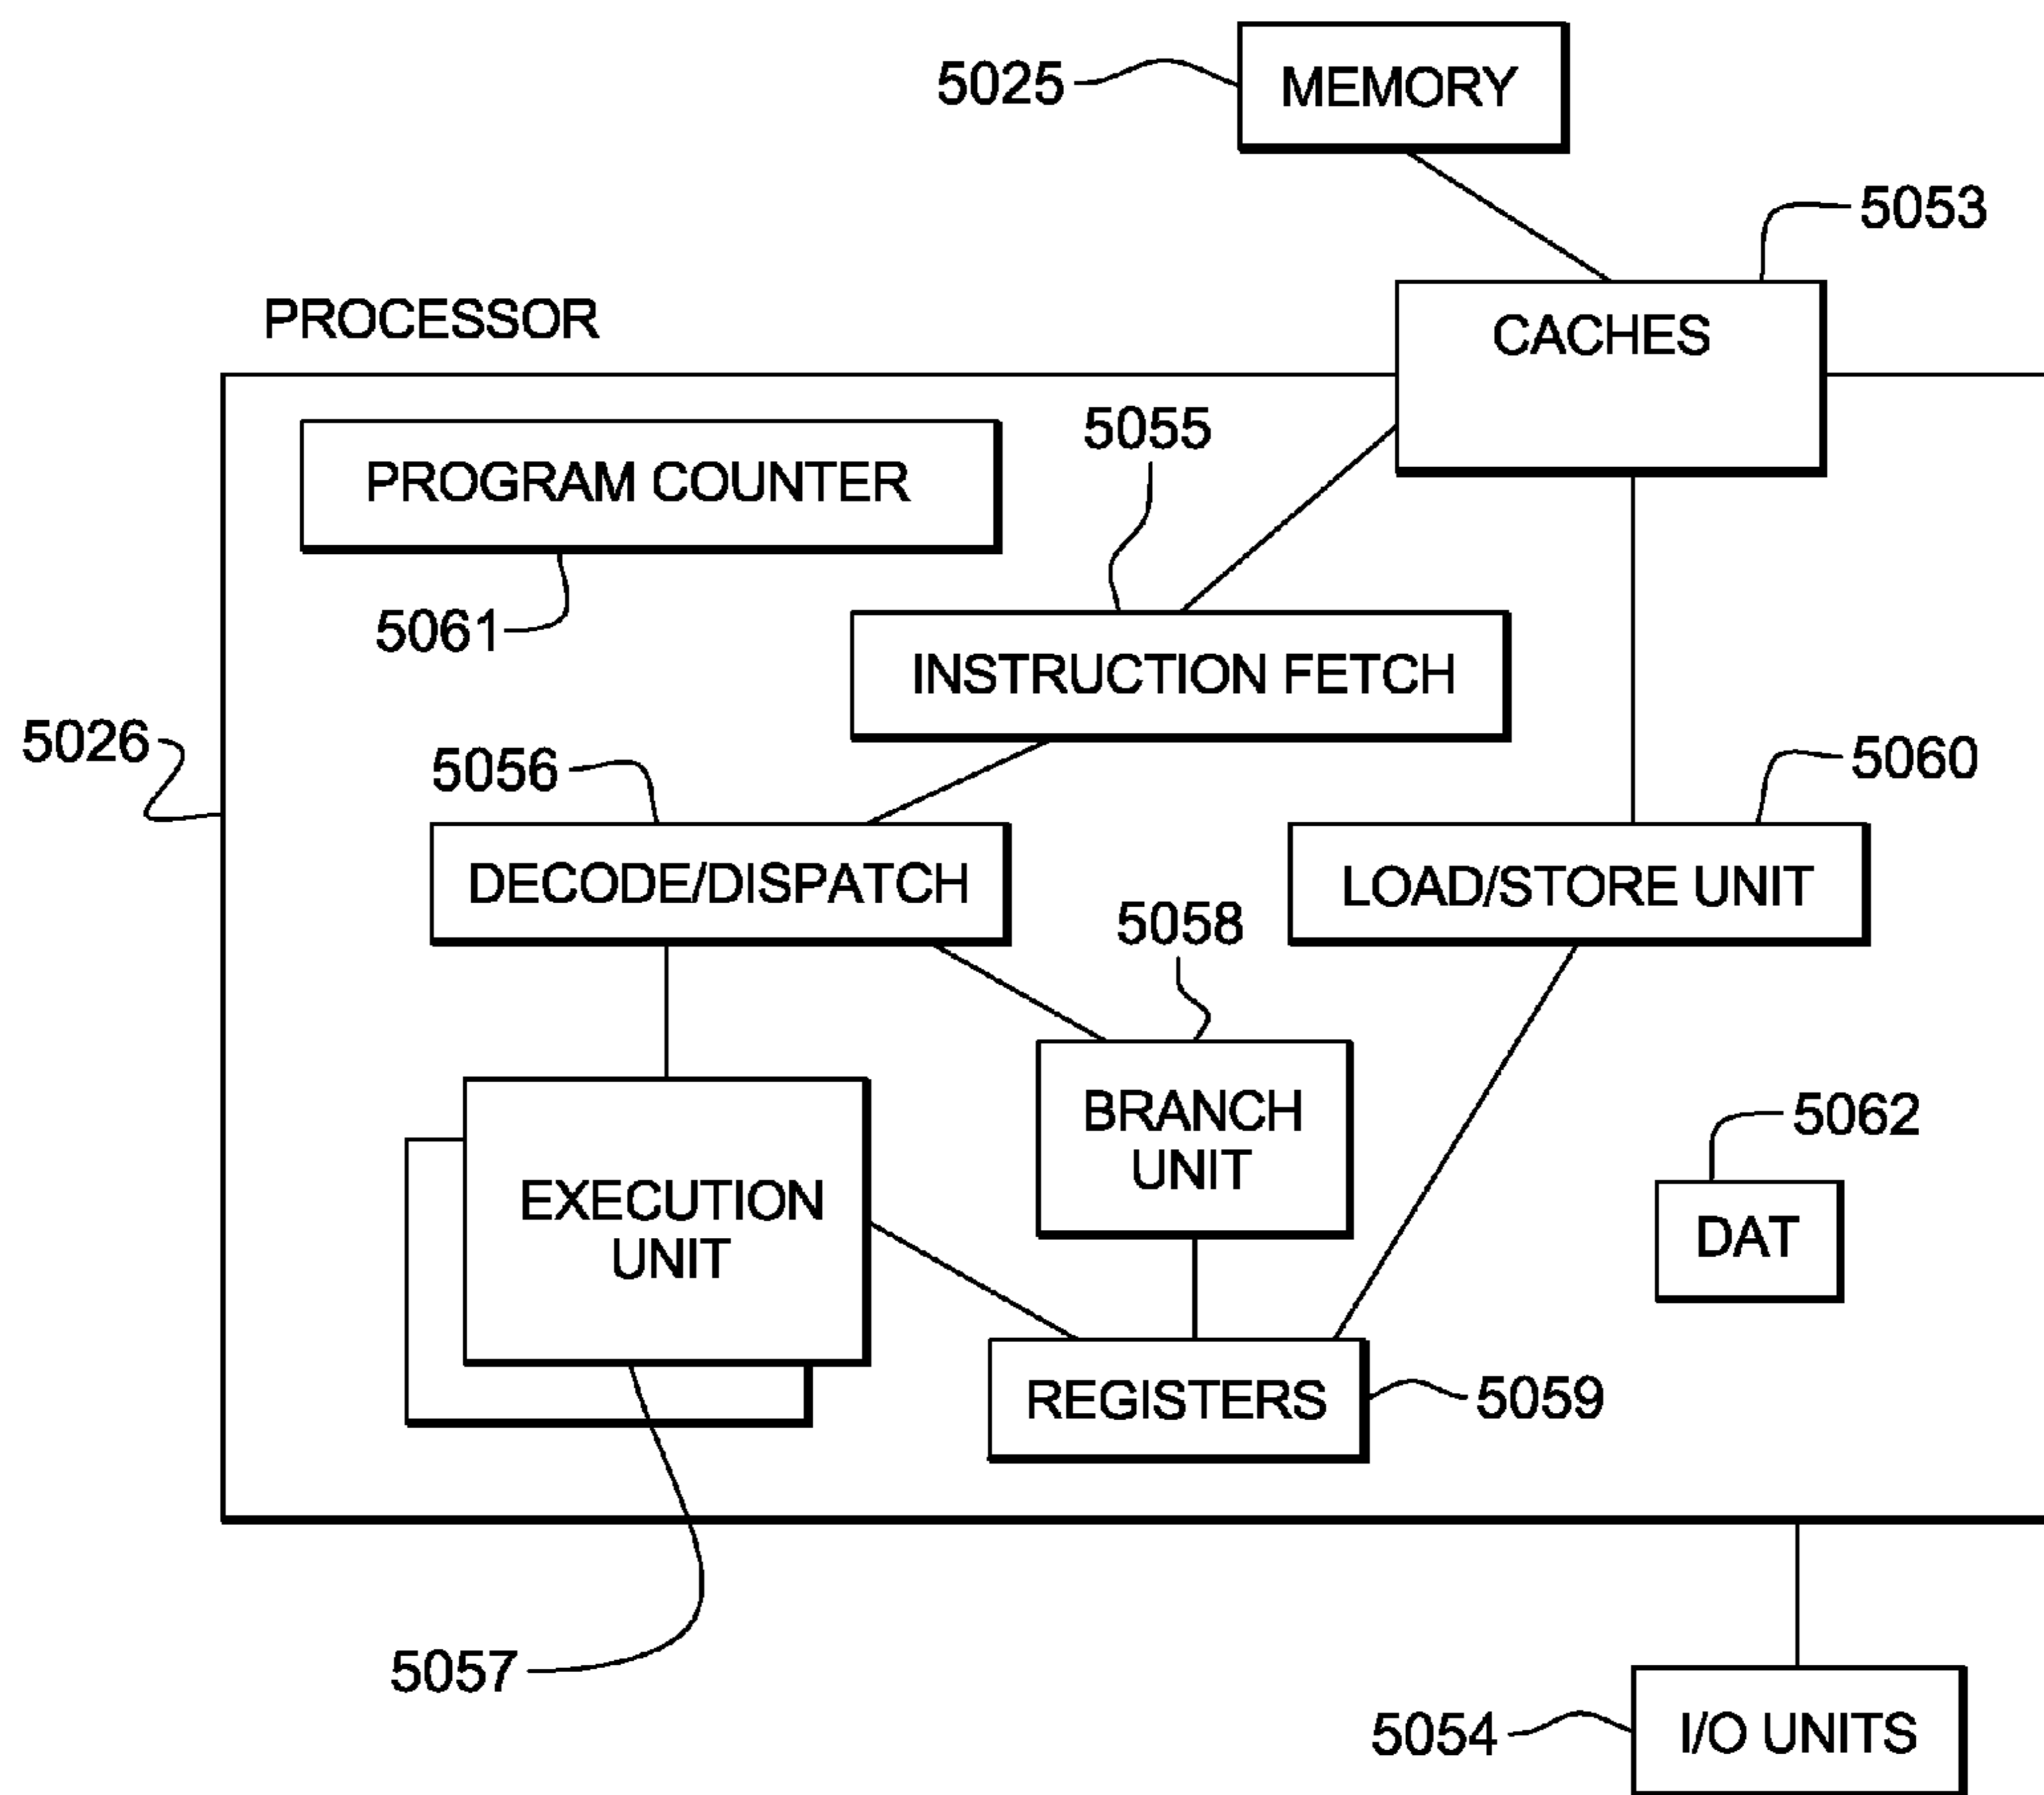 MEMORY
5025
5053
CACHES
PROCESSOR
5055
PROGRAM COUNTER
5061
INSTRUCTION FETCH
5026
5056
5060
DECODE/DISPATCH
LOAD/STORE UNIT
5058
BRANCH
UNIT
5062
EXECUTION
UNIT
DAT
REGISTERS
5059
5057
5054
I/O UNITS